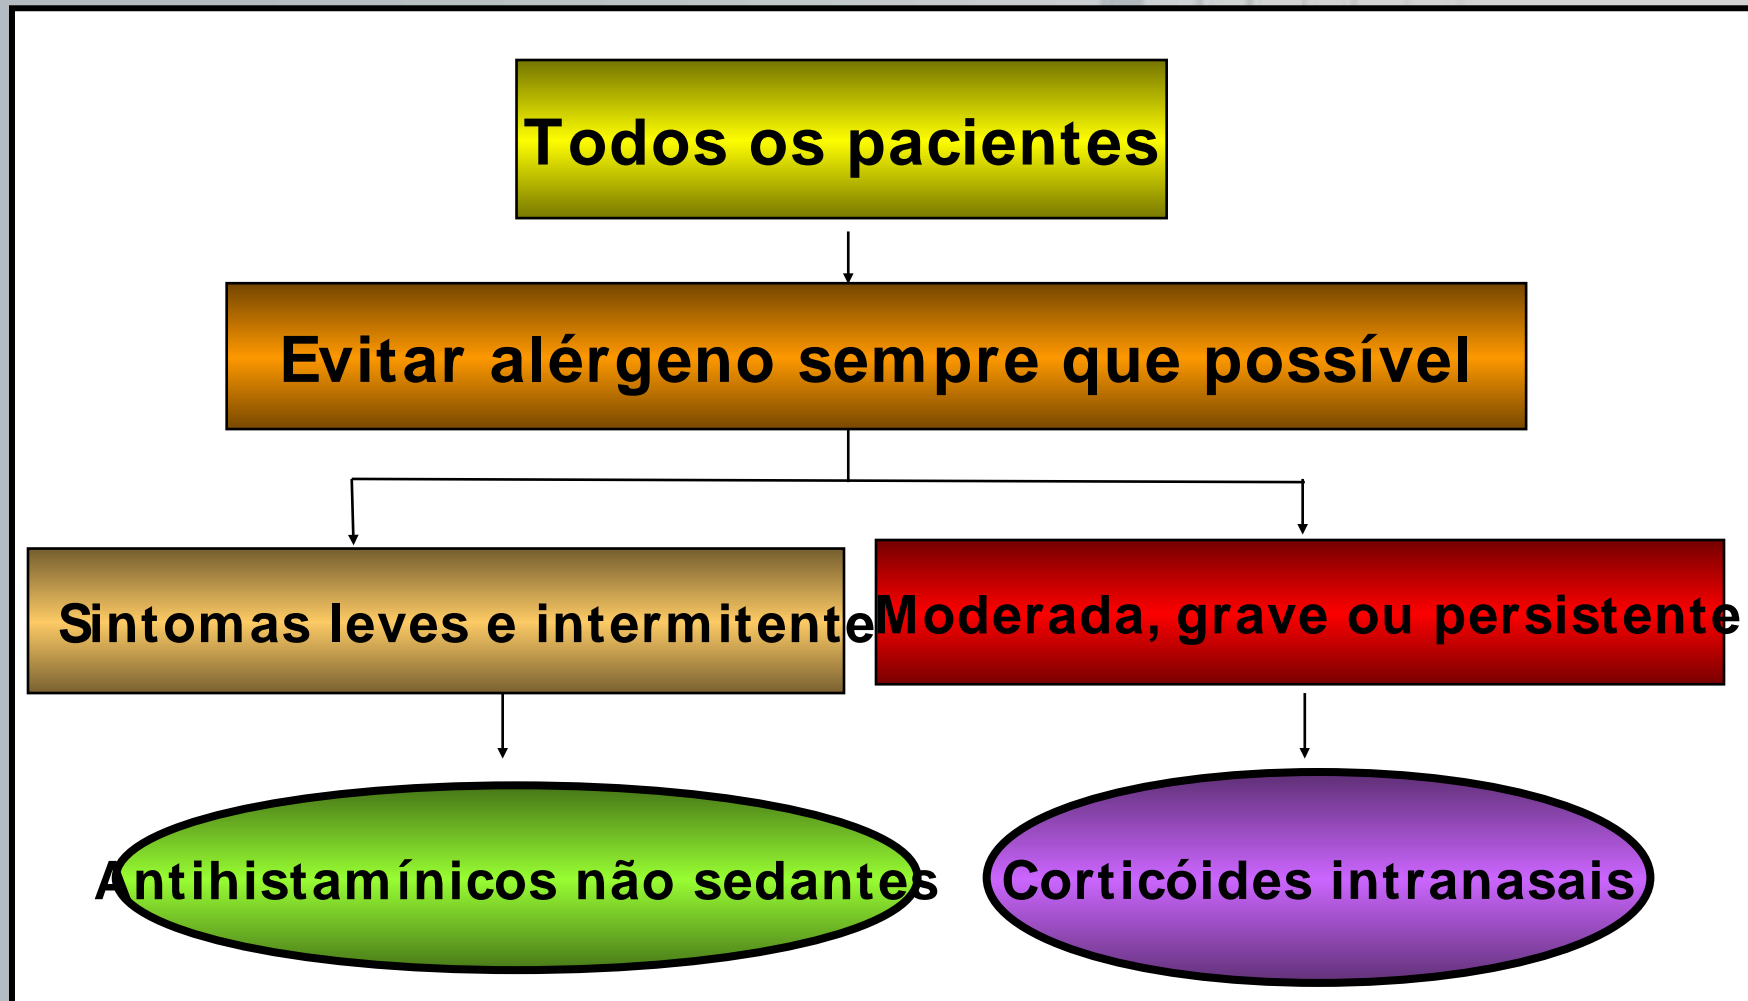 Todos os pacientes
Evitar alérgeno sempre que possível
Sintomas leves e intermitente
Moderada, grave ou persistente
Antihistamínicos não sedantes
Corticóides intranasais